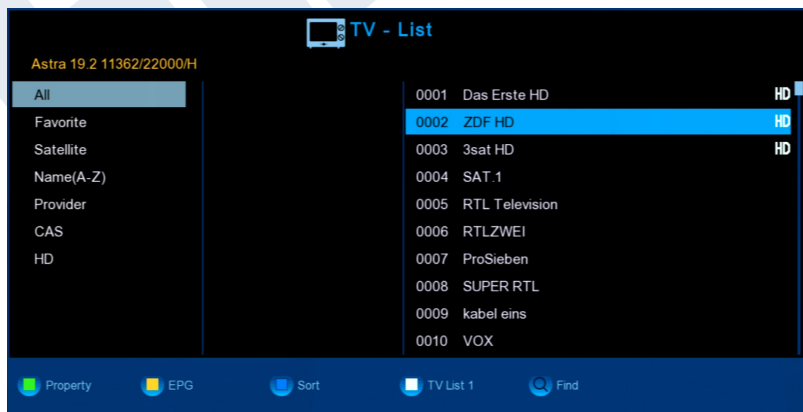 TV - List
Astra 19.2 11362/22000/H
All
Favorite
Satellite
Name(A-Z)
Provider
CAS
HD
0001 Das Erste HD HD
0002 ZDF HD HD
0003 3sat HD HD
0004 SAT.1
0005 RTL Television
0006 RTLZWEI
0007 ProSieben
0008 SUPER RTL
0009 kabel eins
0010 VOX
Property EPG Sort TV List 1 Find